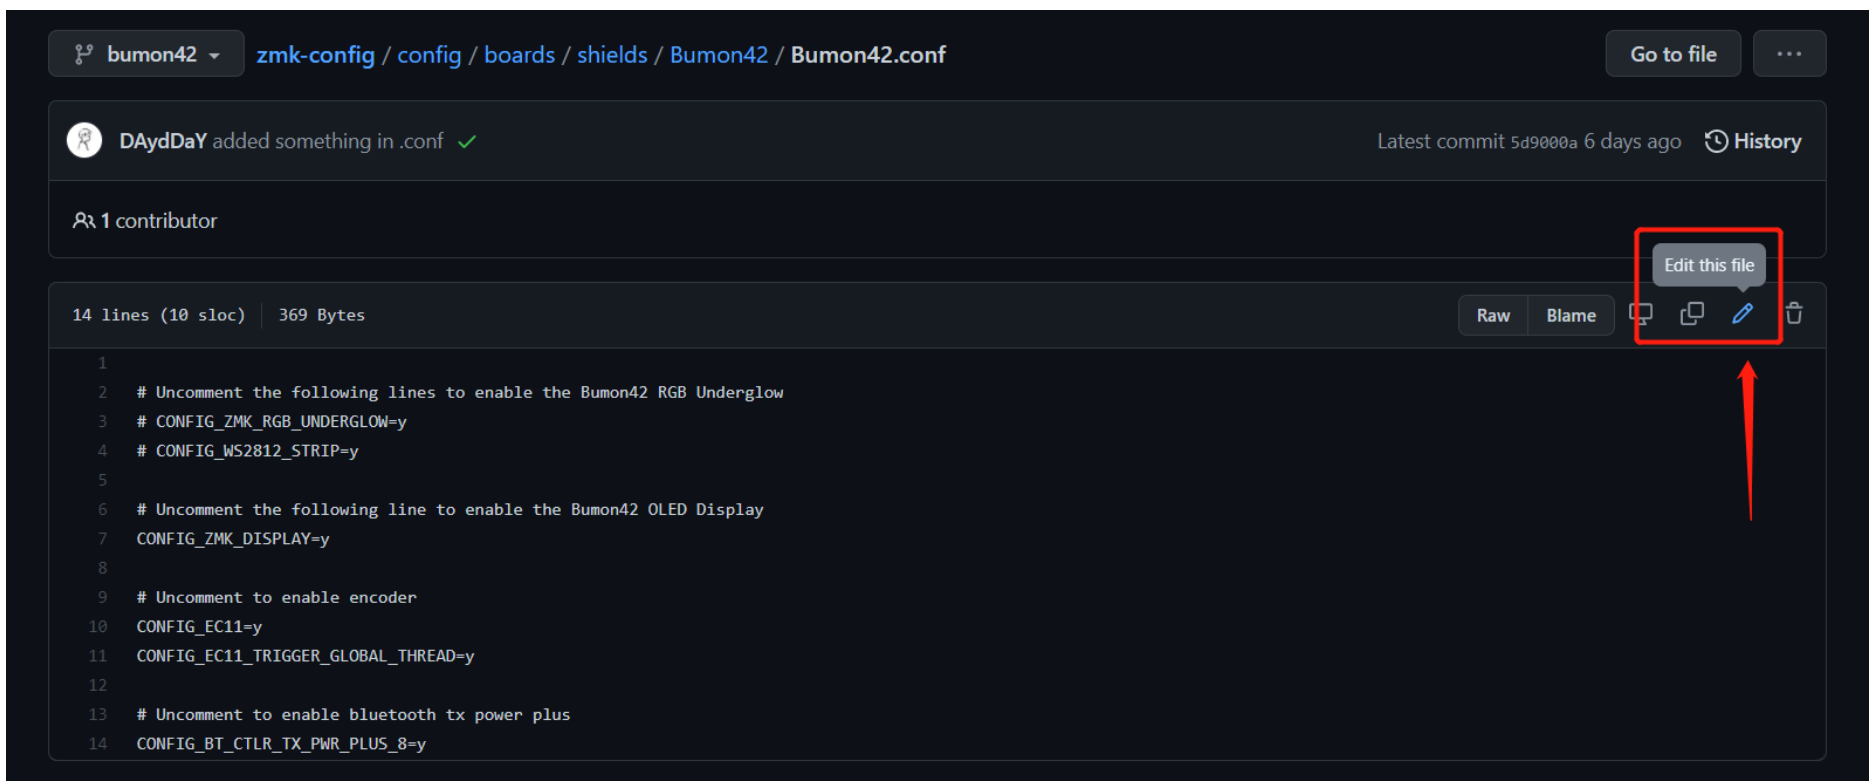 bumon42 zmk-config / config / boards / shields / Bumon42 / Bumon42.conf Go to file ...
DAydDaY added something in .conf Latest commit 5d9000a 6 days ago History
1 contributor
Edit this file
14 lines (10 sloc) 369 Bytes Raw Blame
1
2 # Uncomment the following lines to enable the Bumon42 RGB Underglow
3 # CONFIG_ZMK_RGB_UNDERGLOW=y
4 # CONFIG_WS2812_STRIP=y
5
6 # Uncomment the following line to enable the Bumon42 OLED Display
7 CONFIG_ZMK_DISPLAY=y
8
9 # Uncomment to enable encoder
10 CONFIG_EC11=y
11 CONFIG_EC11_TRIGGER_GLOBAL_THREAD=y
12
13 # Uncomment to enable bluetooth tx power plus
14 CONFIG_BT_CTLR_TX_PWR_PLUS_8=y